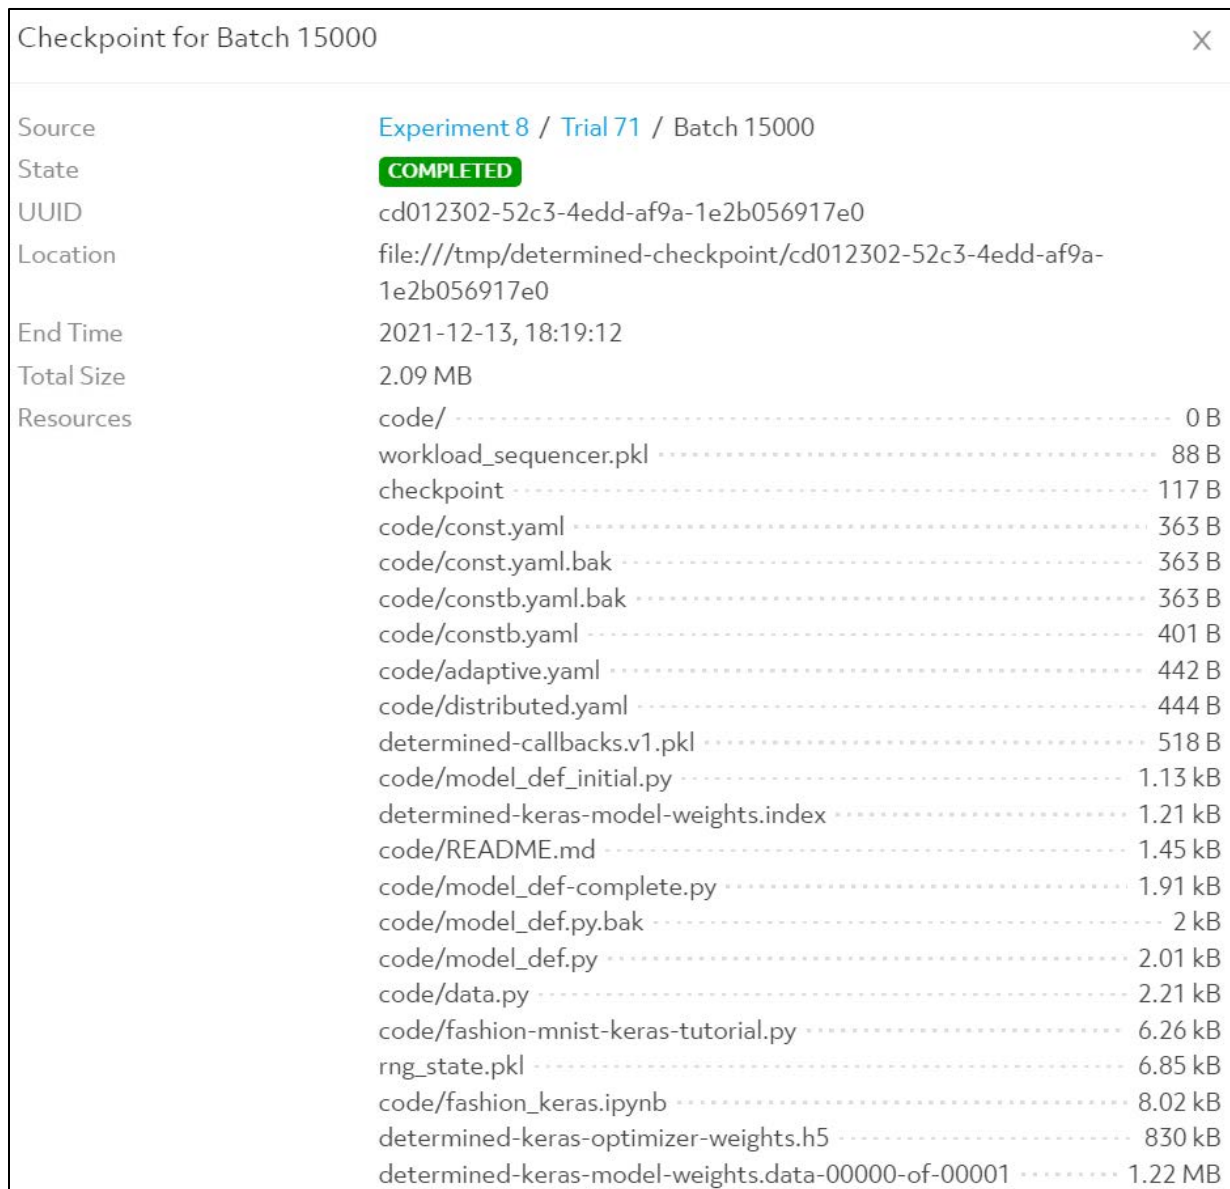 Checkpoint for Batch 15000 X
Source Experiment 8 / Trial 71 / Batch 15000
State COMPLETED
UUID cd012302-52c3-4edd-af9a-1e2b056917e0
Location file:///tmp/determined-checkpoint/cd012302-52c3-4edd-af9a-
1e2b056917e0
End Time 2021-12-13, 18:19:12
Total Size 2.09 MB
Resources code/ 0 B
workload_sequencer.pkl 88 B
checkpoint 117 B
code/const.yaml 363 B
code/const.yaml.bak 363 B
code/constb.yaml.bak 363 B
code/constb.yaml 401 B
code/adaptive.yaml 442 B
code/distributed.yaml 444 B
determined-callbacks.v1.pkl 518 B
code/model_def_initial.py 1.13 kB
determined-keras-model-weights.index 1.21 kB
code/README.md 1.45 kB
code/model_def-complete.py 1.91 kB
code/model_def.py.bak 2 kB
code/model_def.py 2.01 kB
code/data.py 2.21 kB
code/fashion-mnist-keras-tutorial.py 6.26 kB
rng_state.pkl 6.85 kB
code/fashion_keras.ipynb 8.02 kB
determined-keras-optimizer-weights.h5 830 kB
determined-keras-model-weights.data-00000-of-00001 1.22 MB